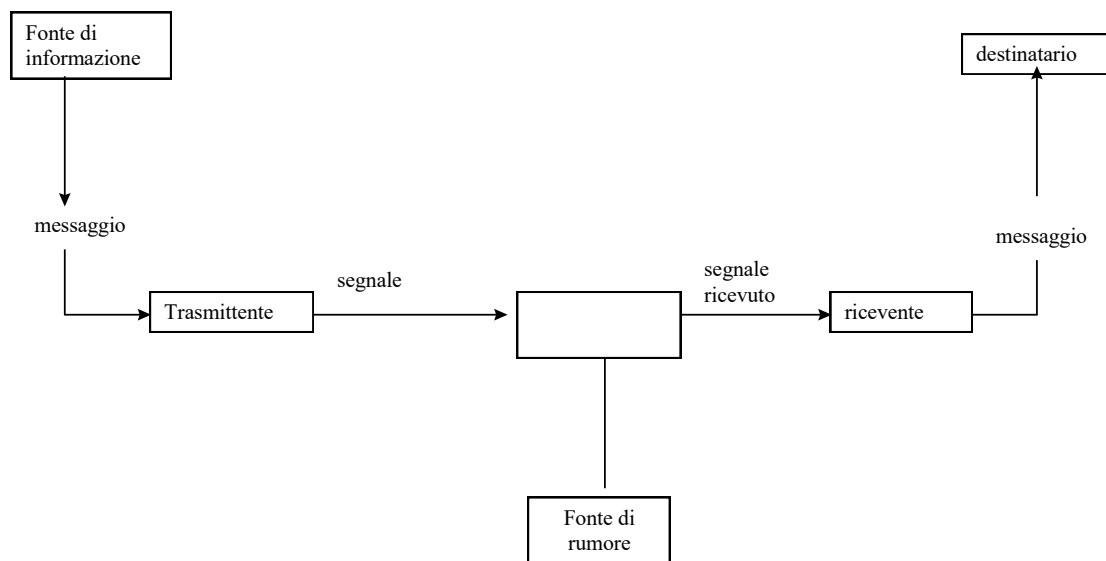 Fonte di
informazione
destinatario
messaggio
messaggio
segnale
segnale
ricevuto
Trasmittente
ricevente
Fonte di
rumore